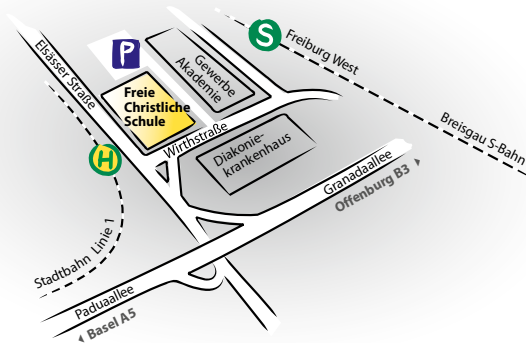 Elsässer Straße
P
S
Freiburg West
Gewerbe
Akademie
Freie
Christliche
Schule
Wirthstraße
Breisgau S-Bahn
H
Diakonie-
krankenhaus
Granadaallee
Offenburg B3
Stadtbahn Linie 1
Paduaallee
Basel A5